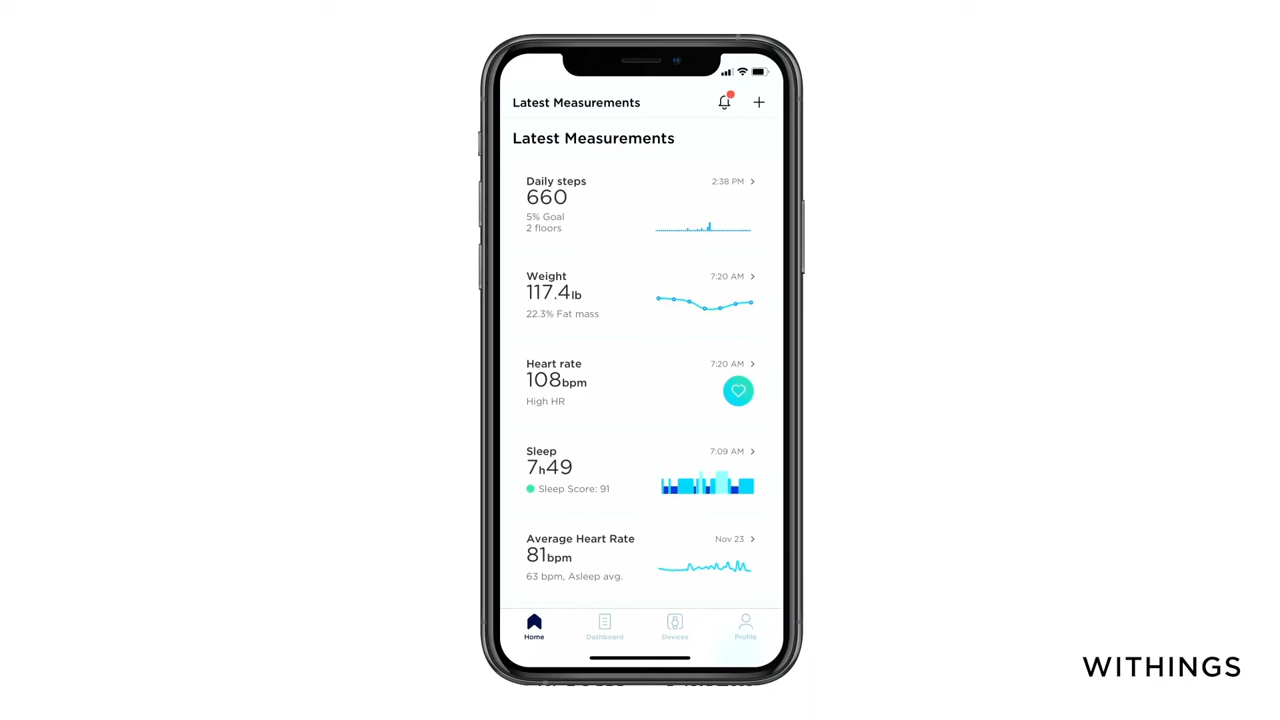 Latest Measurements
Latest Measurements
Daily steps
2:38 PM
660
5% Goal
2 floors
Weight
7:20 AM
117.4lb
22.3% Fat mass
Heart rate
7:20 AM
108bpm
High HR
Sleep
7:09 AM
7h49
Sleep Score: 91
Average Heart Rate
Nov 23
81bpm
63 bpm, Asleep avg.
Home
Dashboard
Devices
Profile
WITHINGS